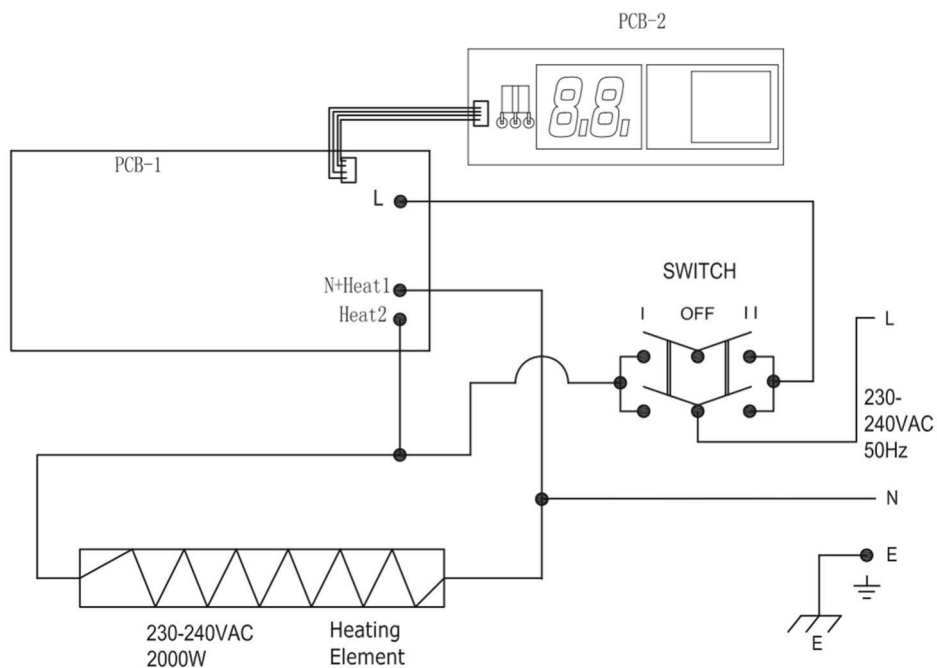 PCB-2
8.8.
PCB-1
L
N+Heat1
Heat2
SWITCH
I OFF II
L
230-
240VAC
50Hz
N
E
E
230-240VAC
2000W
Heating
Element